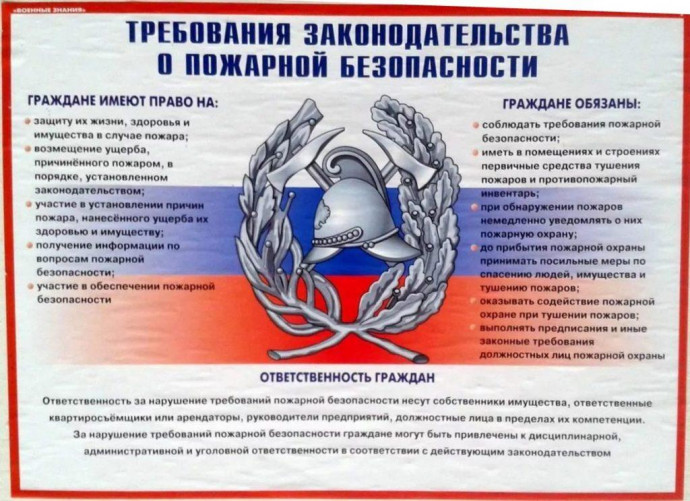 «ВОЕННЫЕ ЗНАНИЯ»
ТРЕБОВАНИЯ ЗАКОНОДАТЕЛЬСТВА
О ПОЖАРНОЙ БЕЗОПАСНОСТИ
ГРАЖДАНЕ ИМЕЮТ ПРАВО НА:
защиту их жизни, здоровья и
имущества в случае пожара;
возмещение ущерба,
причинённого пожаром, в
порядке, установленном
законодательством;
участие в установлении причин
пожара, нанесённого ущерба их
здоровью и имуществу;
получение информации по
вопросам пожарной
безопасности;
участие в обеспечении пожарной
безопасности
ГРАЖДАНЕ ОБЯЗАНЫ:
соблюдать требования пожарной
безопасности;
иметь в помещениях и строениях
первичные средства тушения
пожаров и противопожарный
инвентарь;
при обнаружении пожаров
немедленно уведомлять о них
пожарную охрану;
до прибытия пожарной охраны
принимать посильные меры по
спасению людей, имущества и
тушению пожаров;
оказывать содействие пожарной
охране при тушении пожаров;
выполнять предписания и иные
законные требования
должностных лиц пожарной охраны
ОТВЕТСТВЕННОСТЬ ГРАЖДАН
Ответственность за нарушение требований пожарной безопасности несут собственники имущества, ответственные
квартиросъёмщики или арендаторы, руководители предприятий, должностные лица в пределах их компетенции.
За нарушение требований пожарной безопасности граждане могут быть привлечены к дисциплинарной,
административной и уголовной ответственности в соответствии с действующим законодательством